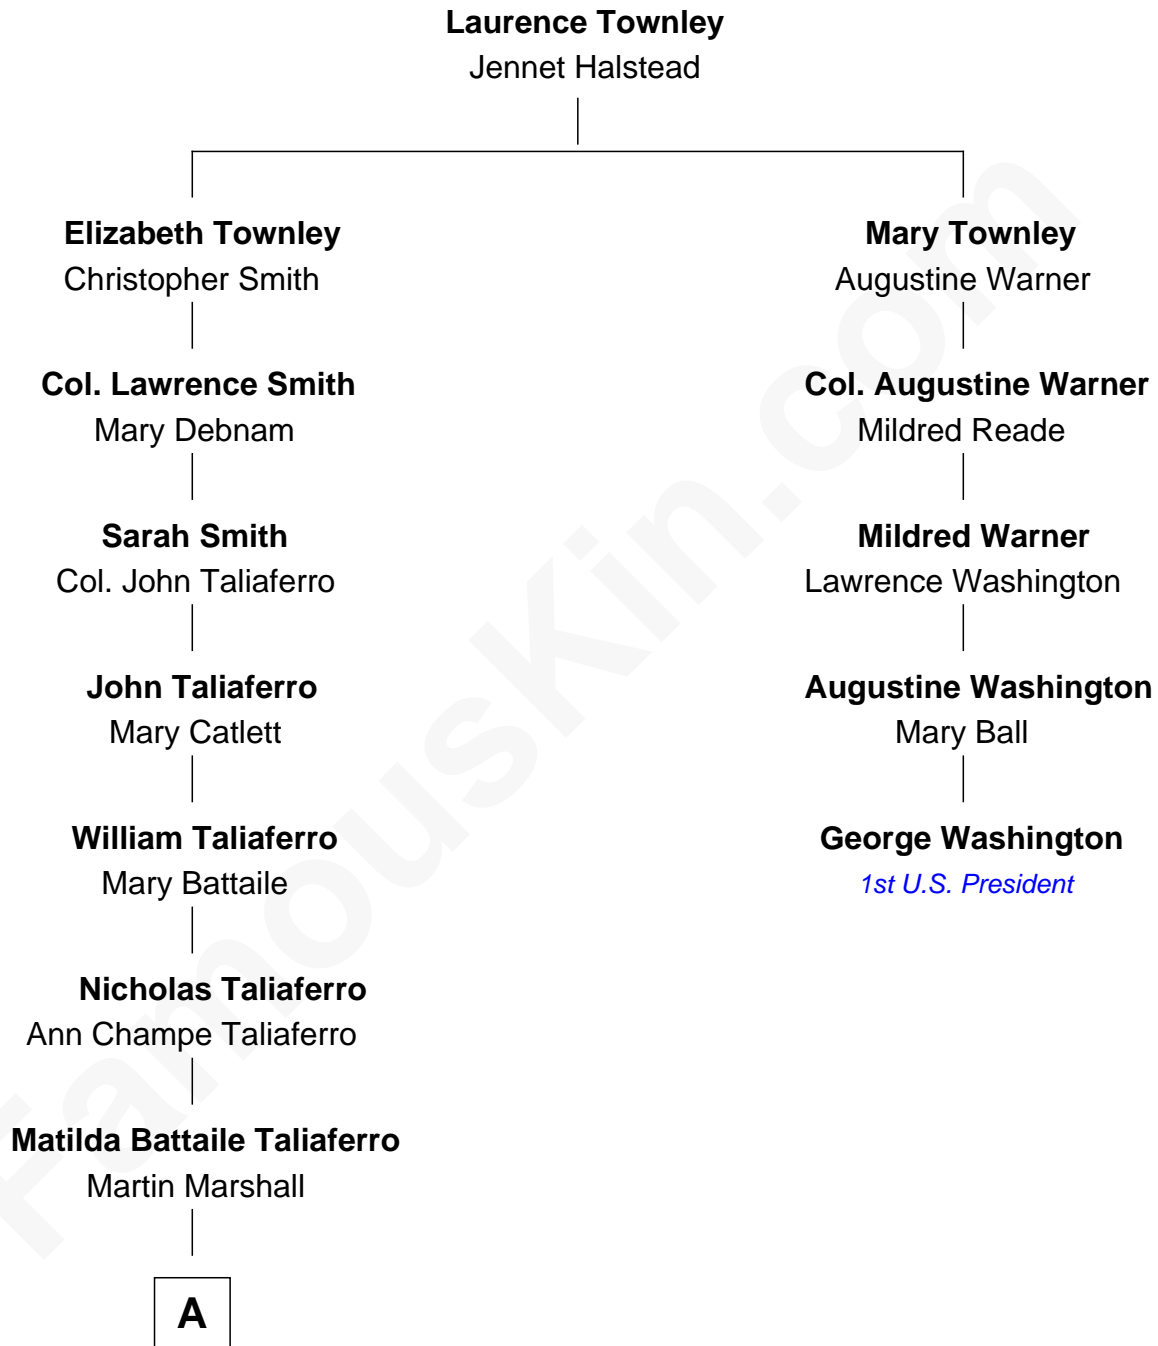 Laurence Townley
Jennet Halstead
Elizabeth Townley
Christopher Smith
Mary Townley
Augustine Warner
Col. Lawrence Smith
Mary Debnam
Col. Augustine Warner
Mildred Reade
Sarah Smith
Col. John Taliaferro
Mildred Warner
Lawrence Washington
John Taliaferro
Mary Catlett
Augustine Washington
Mary Ball
William Taliaferro
Mary Battaile
George Washington
1st U.S. President
Nicholas Taliaferro
Ann Champe Taliaferro
Matilda Battaile Taliaferro
Martin Marshall
A
FamousKin.com